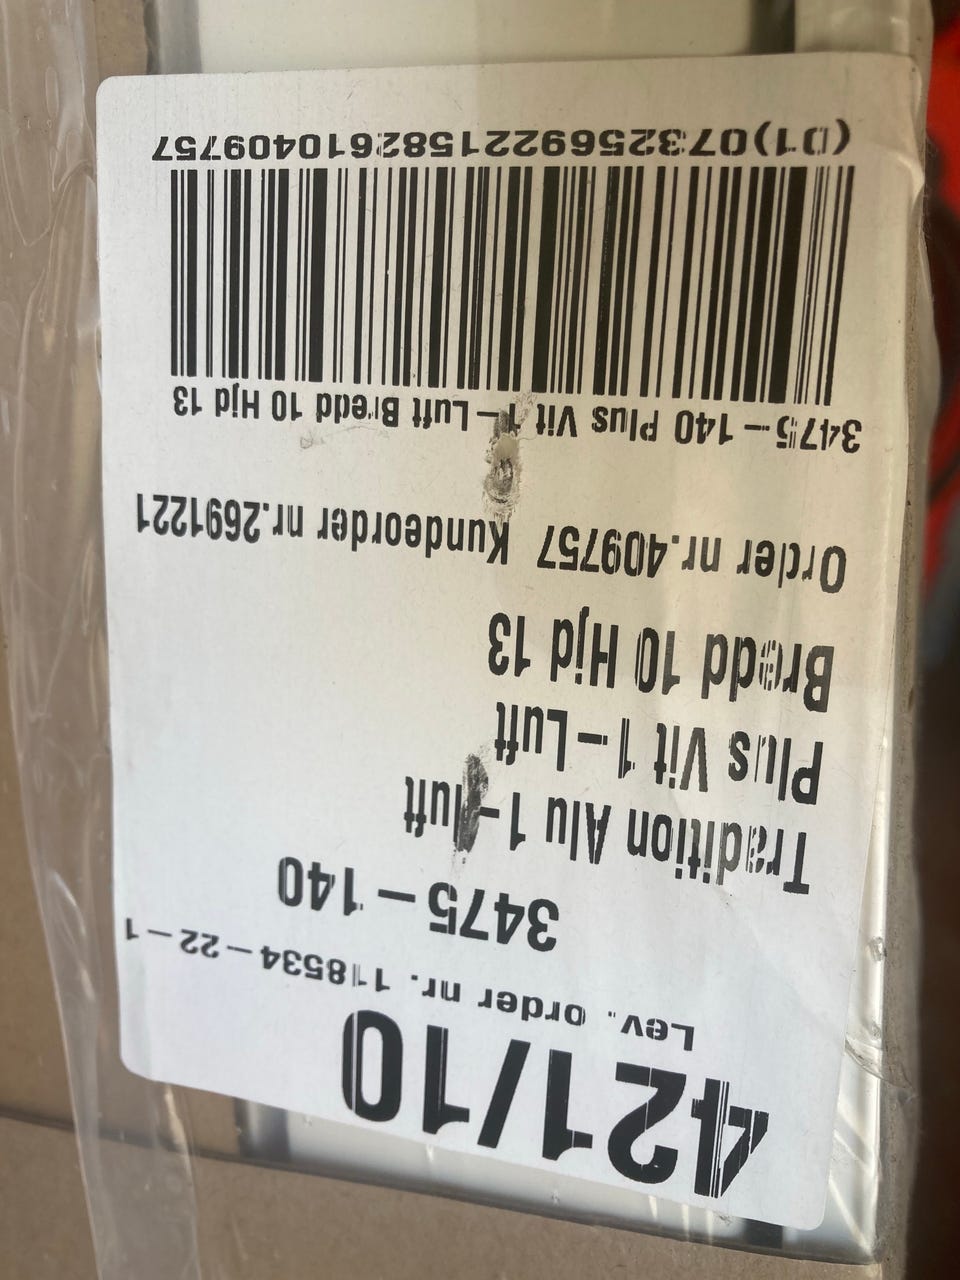 421/10
Lev. order nr. 118534-22-1
3475-140
Tradition Alu 1-luft
Plus Vit 1-Luft
Bredd 10 Hjd 13
Order nr.409757 Kundeorder nr.2691221
3475-140 Plus Vit 1-Luft Bredd 10 Hjd 13
(01)0732569221582610409757